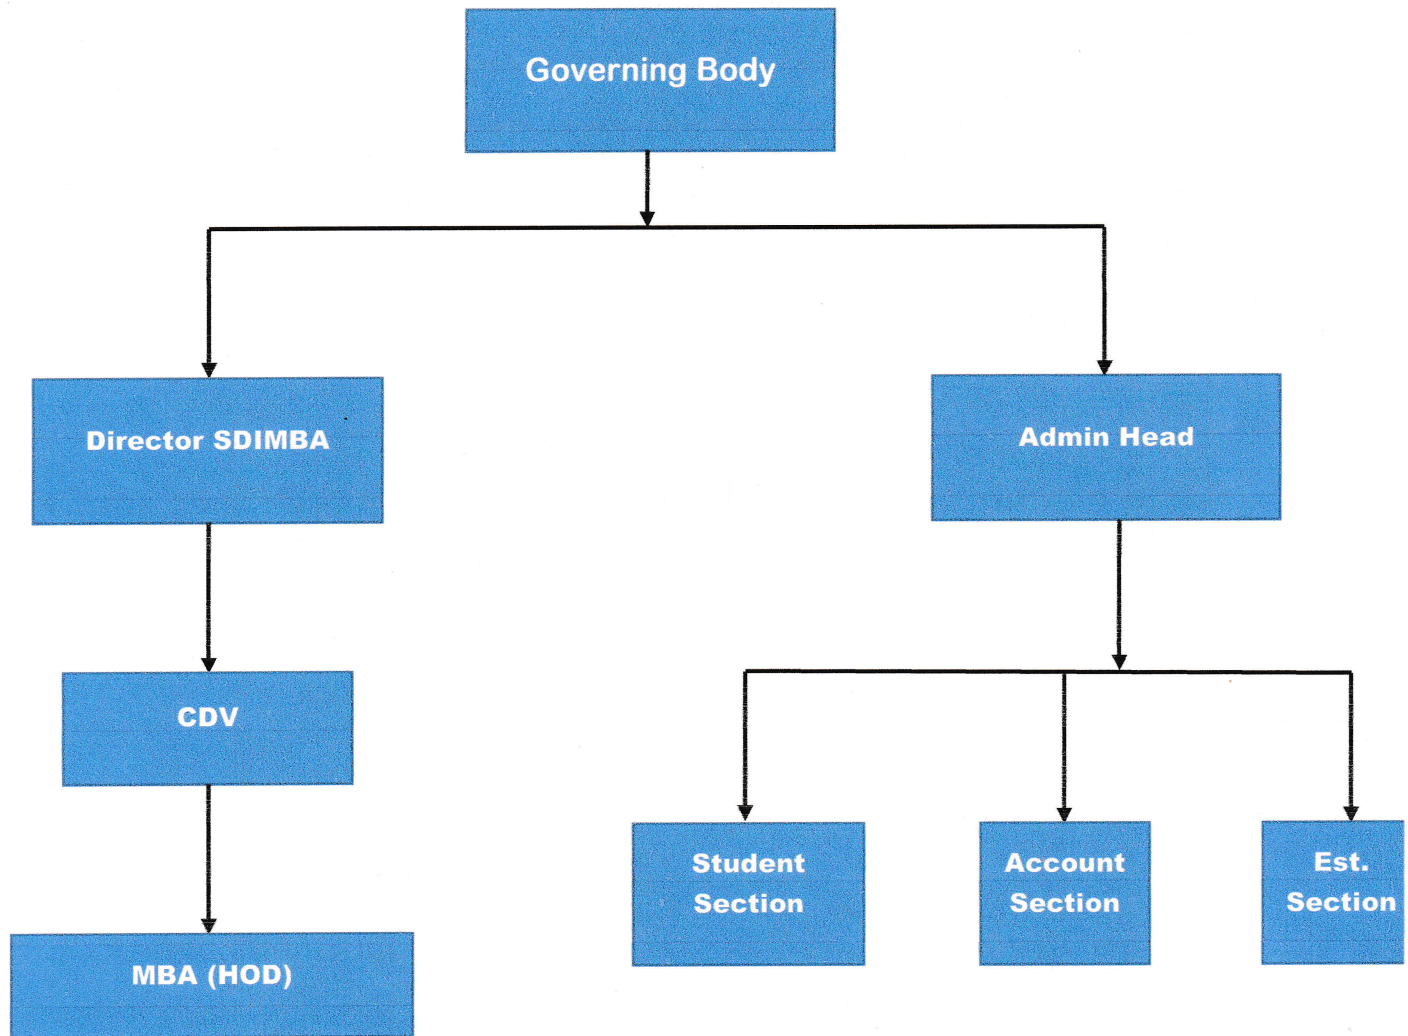 Governing Body
Director SDIMBA
Admin Head
CDV
Student
Section
Account
Section
Est.
Section
MBA (HOD)